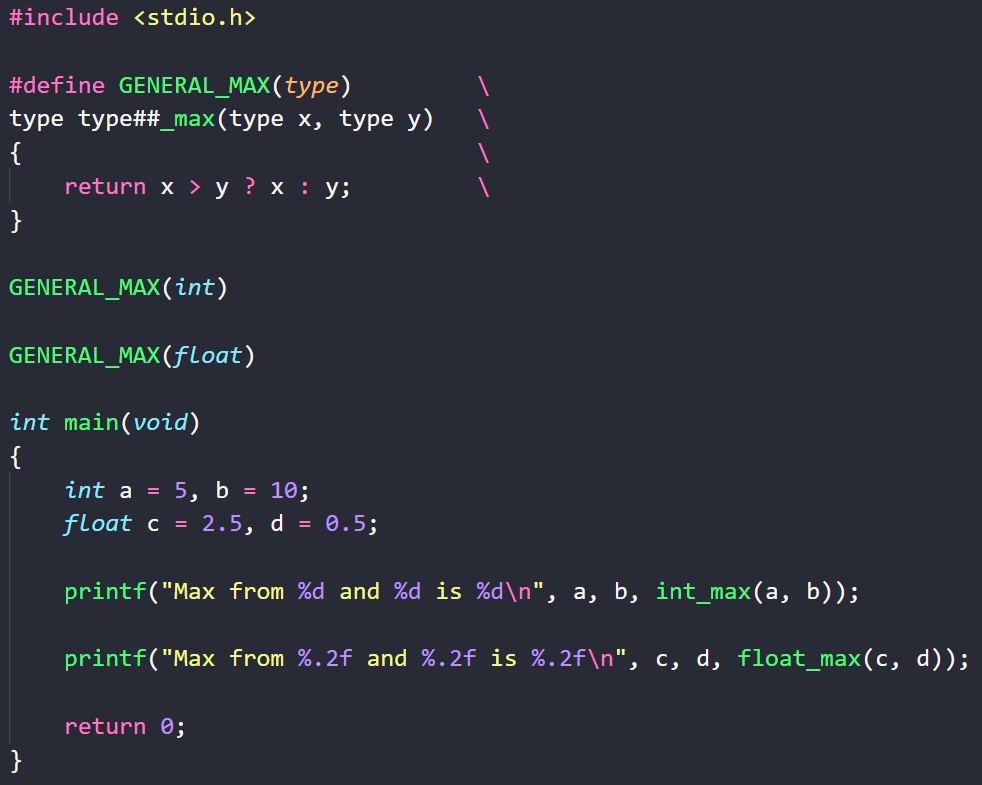 #include <stdio.h>
#define GENERAL_MAX(type)         \
type type##_max(type x, type y)   \
{                                 \
    return x > y ? x : y;         \
}
GENERAL_MAX(int)
GENERAL_MAX(float)
int main(void)
{
    int a = 5, b = 10;
    float c = 2.5, d = 0.5;
    printf("Max from %d and %d is %d\n", a, b, int_max(a, b));
    printf("Max from %.2f and %.2f is %.2f\n", c, d, float_max(c, d));
    return 0;
}